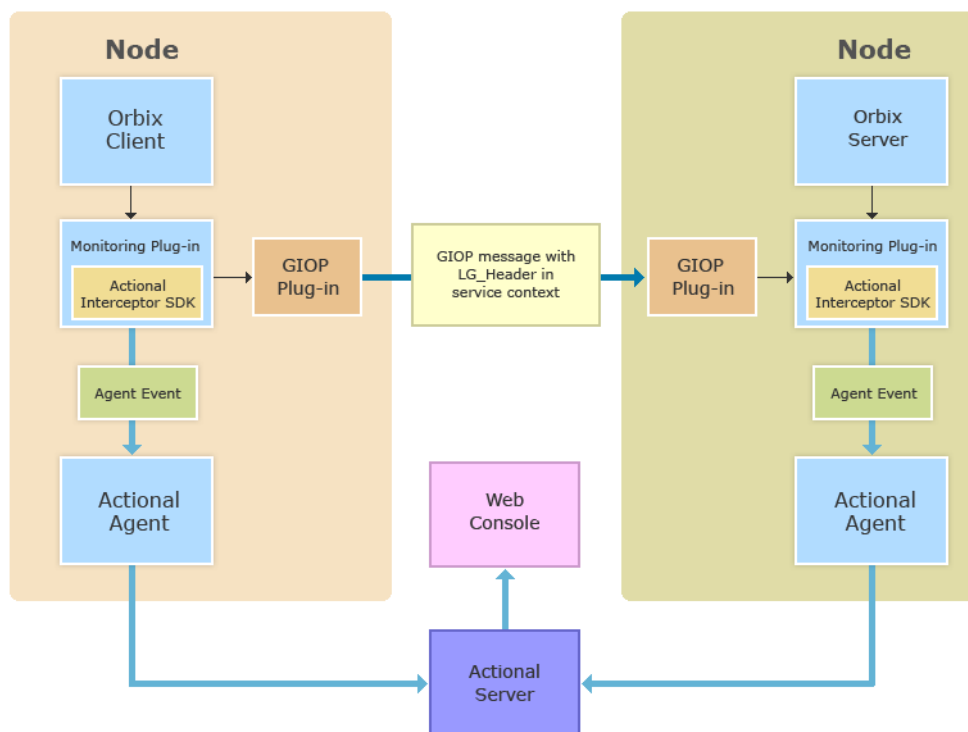 Node
Node
Orbix
Client
Orbix
Server
Monitoring Plug-in
Actional
Interceptor SDK
GIOP
Plug-in
GIOP message with
LG_Header in
service context
GIOP
Plug-in
Monitoring Plug-in
Actional
Interceptor SDK
Agent Event
Agent Event
Actional
Agent
Web
Console
Actional
Agent
Actional
Server